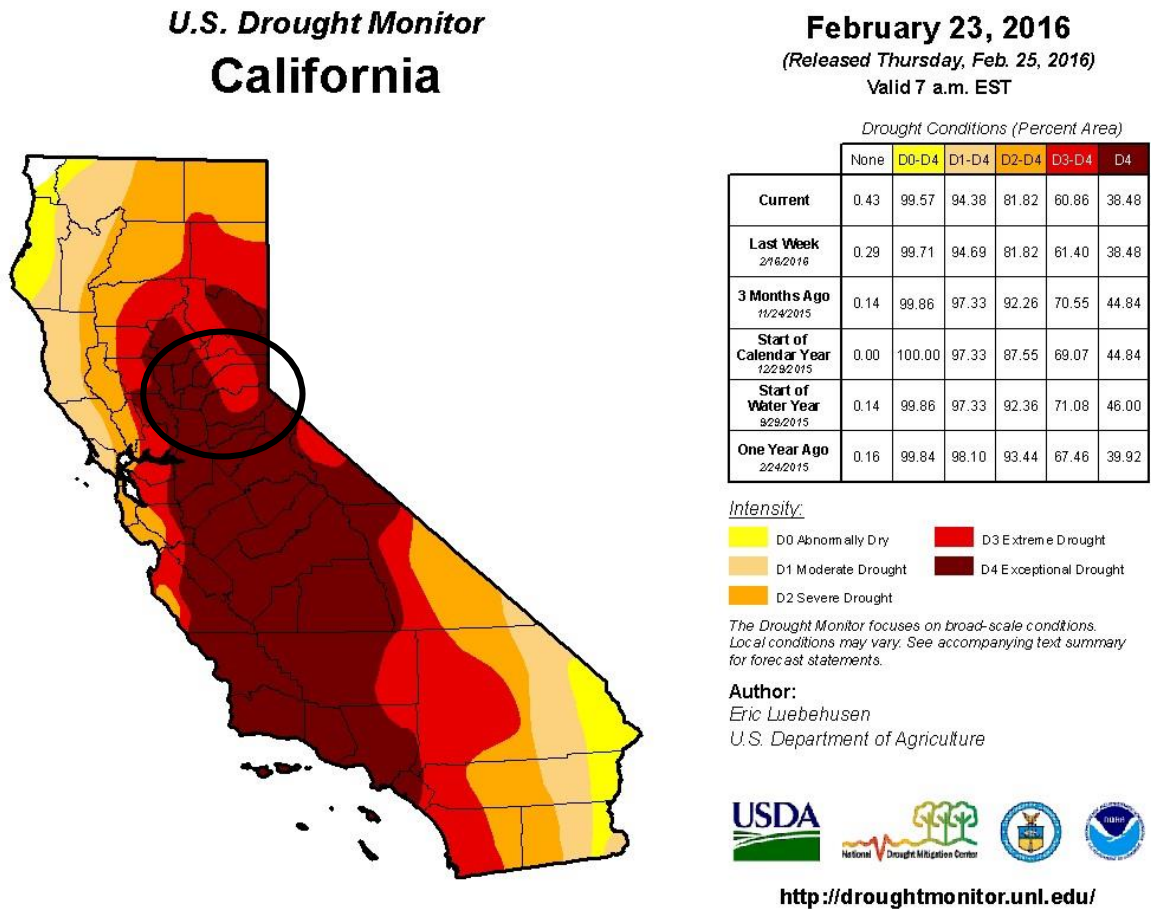 U.S. Drought Monitor
California
February 23, 2016
(Released Thursday, Feb. 25, 2016)
Valid 7 a.m. EST
Drought Conditions (Percent Area)
None D0-D4 D1-D4 D2-D4 D3-D4 D4
Current 0.43 99.57 94.38 81.82 60.86 38.48
Last Week
2/16/2016
0.29 99.71 94.69 81.82 61.40 38.48
3 Months Ago
11/24/2015
0.14 99.86 97.33 92.26 70.55 44.84
Start of
Calendar Year
12/29/2015
0.00 100.00 97.33 87.55 69.07 44.84
Start of
Water Year
9/29/2015
0.14 99.86 97.33 92.36 71.08 46.00
One Year Ago
2/24/2015
0.16 99.84 98.10 93.44 67.46 39.92
Intensity:
D0 Abnormally Dry
D1 Moderate Drought
D2 Severe Drought
D3 Extreme Drought
D4 Exceptional Drought
The Drought Monitor focuses on broad-scale conditions.
Local conditions may vary. See accompanying text summary
for forecast statements.
Author:
Eric Luebehusen
U.S. Department of Agriculture
USDA
National Drought Mitigation Center
NOAA
http://droughtmonitor.unl.edu/